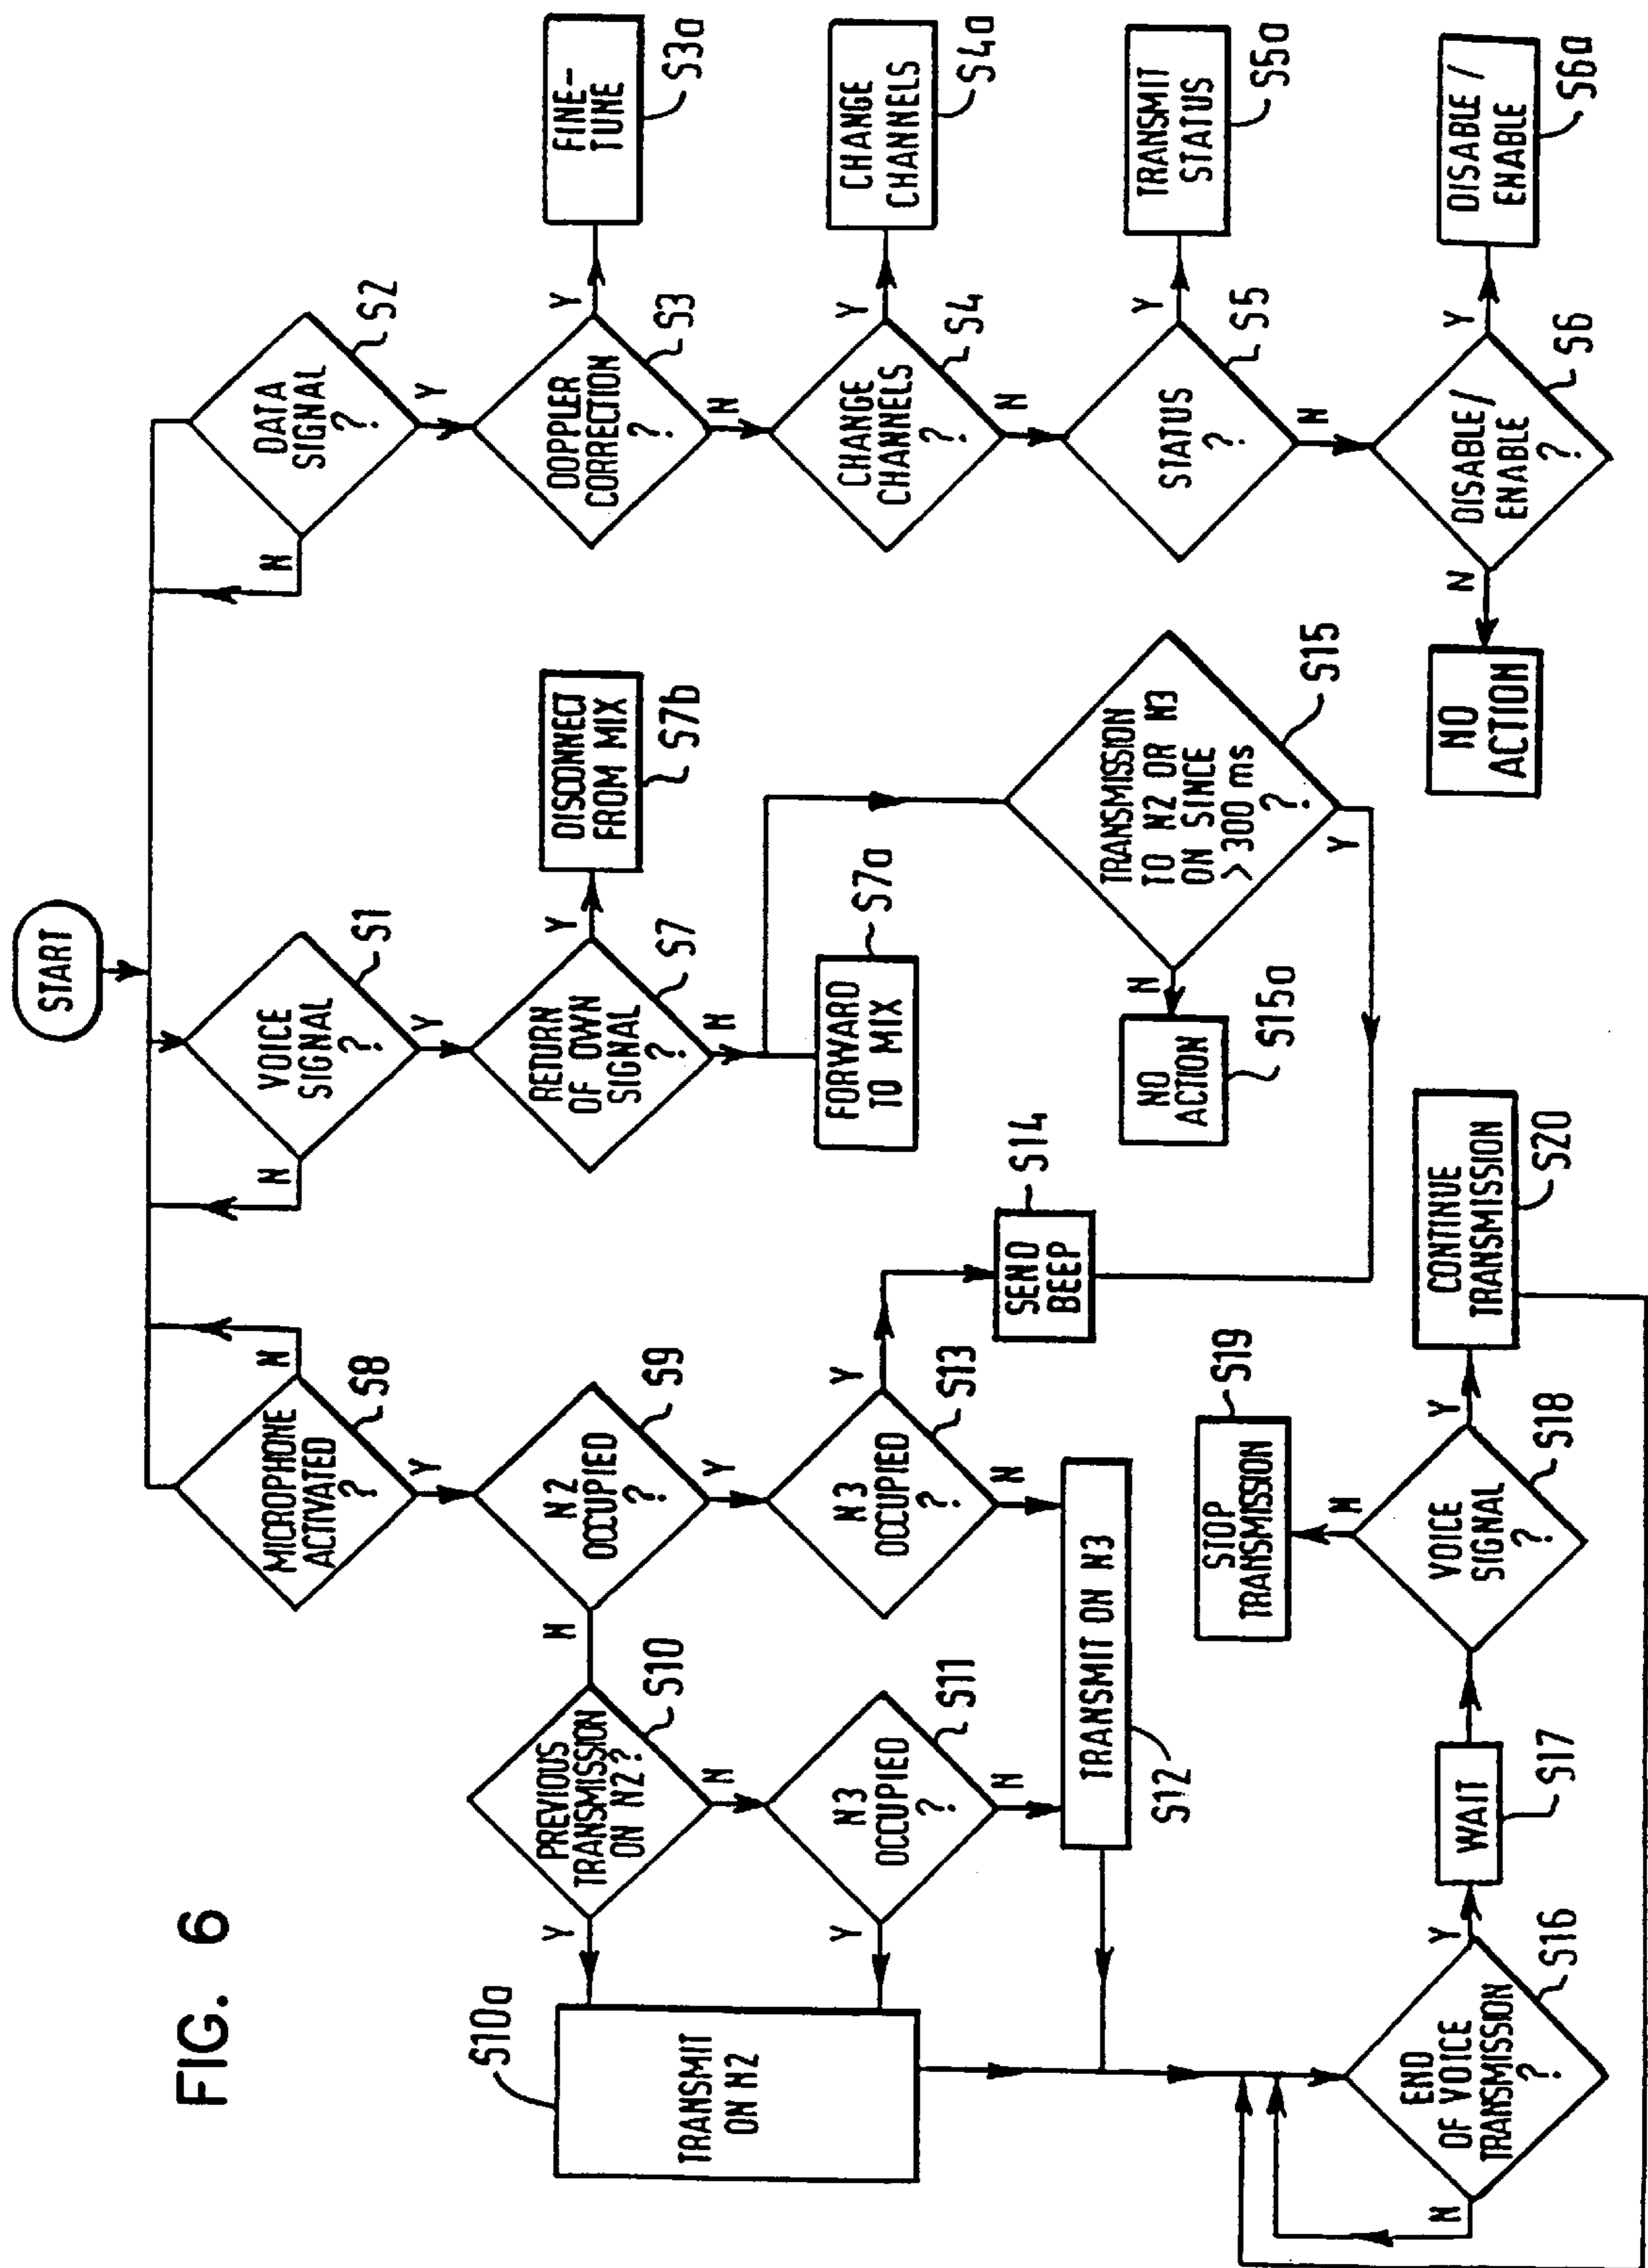 FIG. 6
START
MICROPHONE
ACTIVATED
?
S8
N
Y
VOICE
SIGNAL
?
S1
N
Y
DATA
SIGNAL
?
S2
N
Y
PREVIOUS
TRANSMISSION
ON N2?
S10
Y
N
N2
OCCUPIED
?
S9
N
Y
RETURN
OF OWN
SIGNAL
?
S7
Y
N
DISCONNECT
FROM MIX
S7b
DOPPLER
CORRECTION
?
S3
Y
N
FINE-
TUNE
S3a
S10a
TRANSMIT
ON N2
N3
OCCUPIED
?
S11
Y
N
N3
OCCUPIED
?
S13
Y
N
FORWARD
TO MIX
S7a
CHANGE
CHANNELS
?
S4
Y
N
CHANGE
CHANNELS
S4a
TRANSMIT ON N3
S12
SEND
BEEP
S14
NO
ACTION
S15a
TRANSMISSION
TO N2 OR N3
ON SINCE
> 300 ms
?
S15
N
Y
STATUS
?
S5
Y
N
TRANSMIT
STATUS
S5a
END
OF VOICE
TRANSMISSION
?
S16
N
Y
WAIT
S17
VOICE
SIGNAL
?
S18
N
Y
STOP
TRANSMISSION
S19
CONTINUE
TRANSMISSION
S20
NO
ACTION
DISABLE/
ENABLE
?
S6
N
Y
DISABLE /
ENABLE
S6a